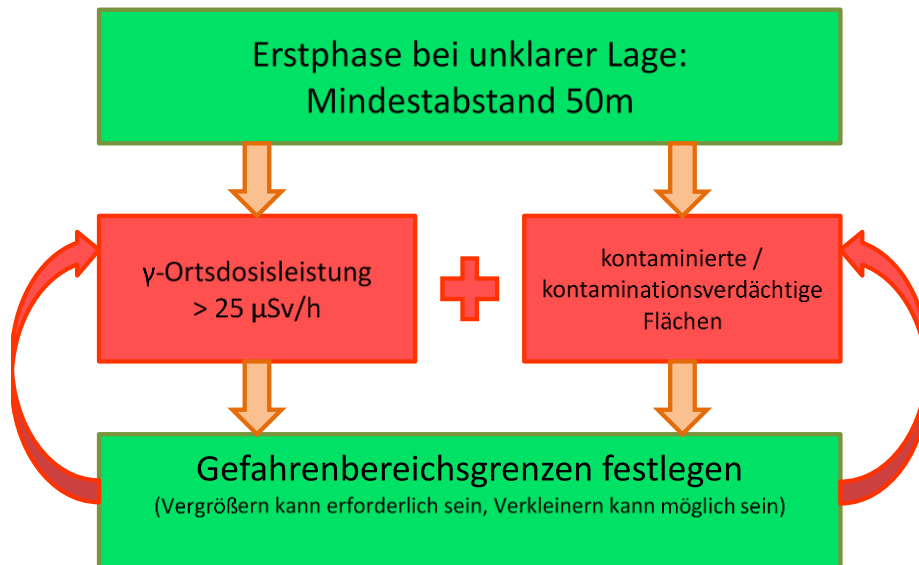 Erstphase bei unklarer Lage:
Mindestabstand 50m
γ-Ortsdosisleistung
> 25 µSv/h
kontaminierte /
kontaminationsverdächtige
Flächen
Gefahrenbereichsgrenzen festlegen
(Vergrößern kann erforderlich sein, Verkleinern kann möglich sein)